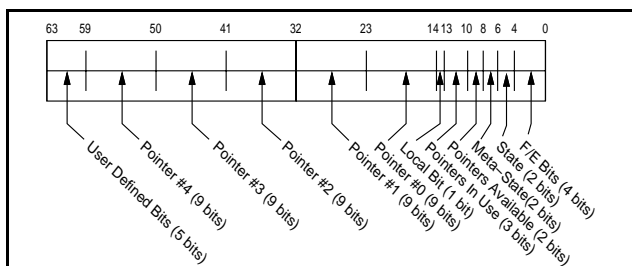 63 59 50 41 32 23 14 13 10 8 6 4 0
User Defined Bits (5 bits)
Pointer #4 (9 bits)
Pointer #3 (9 bits)
Pointer #2 (9 bits)
Pointer #1 (9 bits)
Pointer #0 (9 bits)
Local Bit (1 bit)
Pointers In Use (3 bits)
Pointers Available (2 bits)
Meta–State(2 bits)
State (2 bits)
F/E Bits (4 bits)